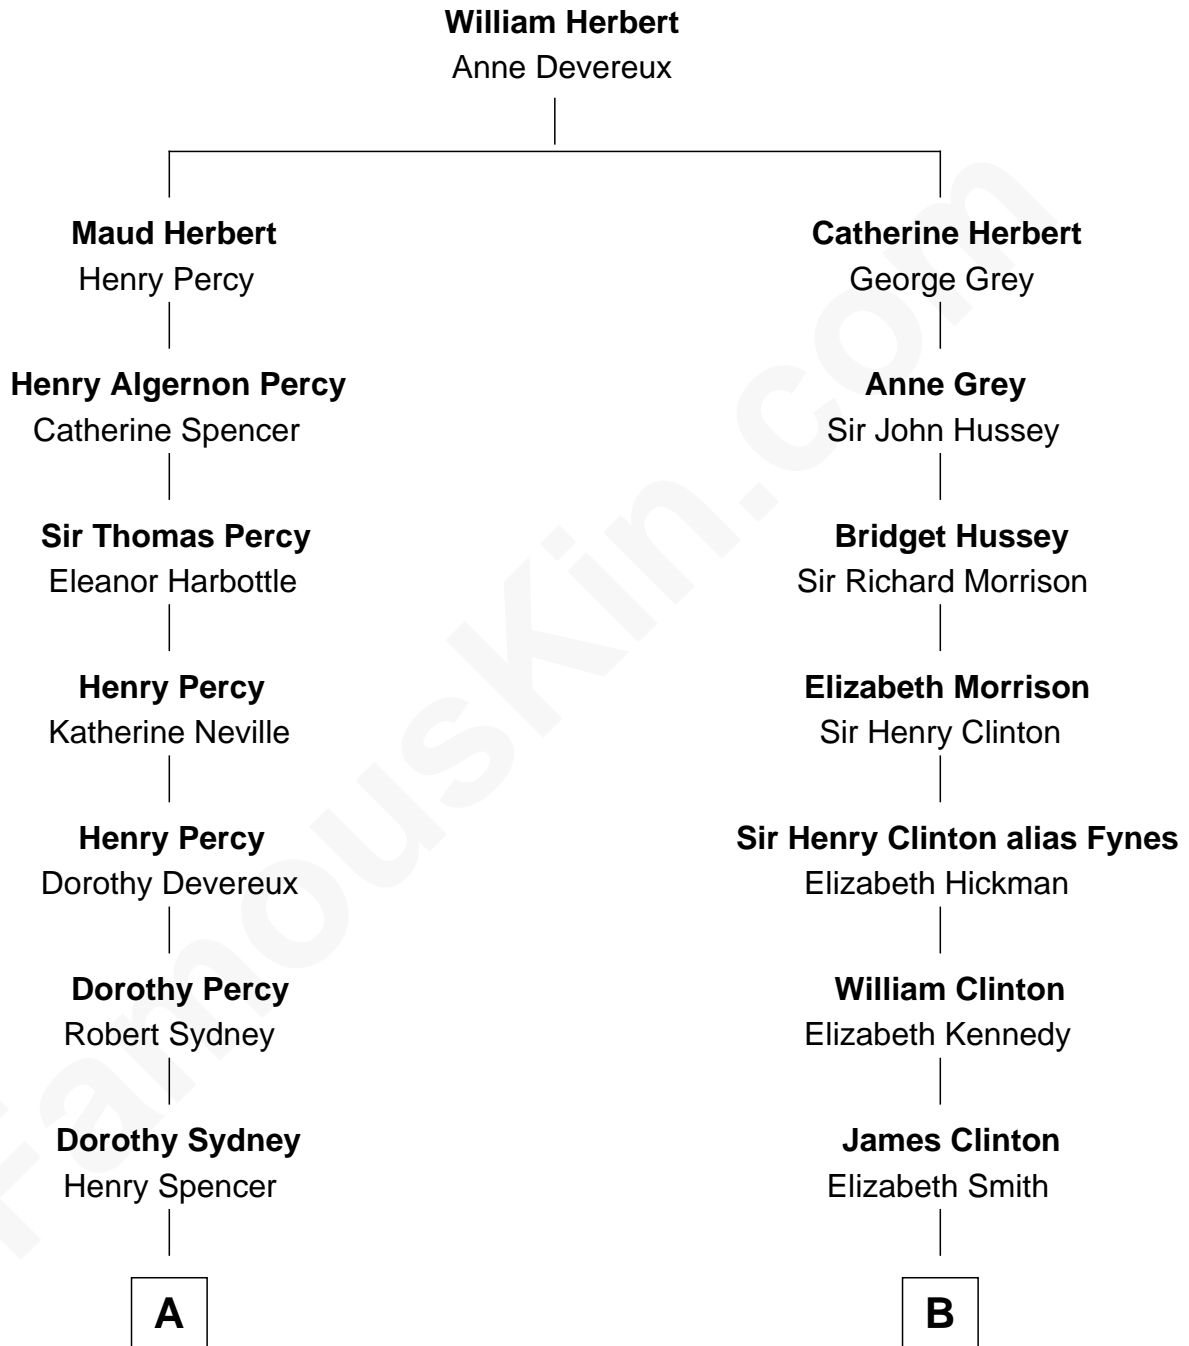 William Herbert
Anne Devereux
Maud Herbert
Henry Percy
Catherine Herbert
George Grey
Henry Algernon Percy
Catherine Spencer
Anne Grey
Sir John Hussey
Sir Thomas Percy
Eleanor Harbottle
Bridget Hussey
Sir Richard Morrison
Henry Percy
Katherine Neville
Elizabeth Morrison
Sir Henry Clinton
Henry Percy
Dorothy Devereux
Sir Henry Clinton alias Fynes
Elizabeth Hickman
Dorothy Percy
Robert Sydney
William Clinton
Elizabeth Kennedy
Dorothy Sydney
Henry Spencer
James Clinton
Elizabeth Smith
A
B
FamousKin.com